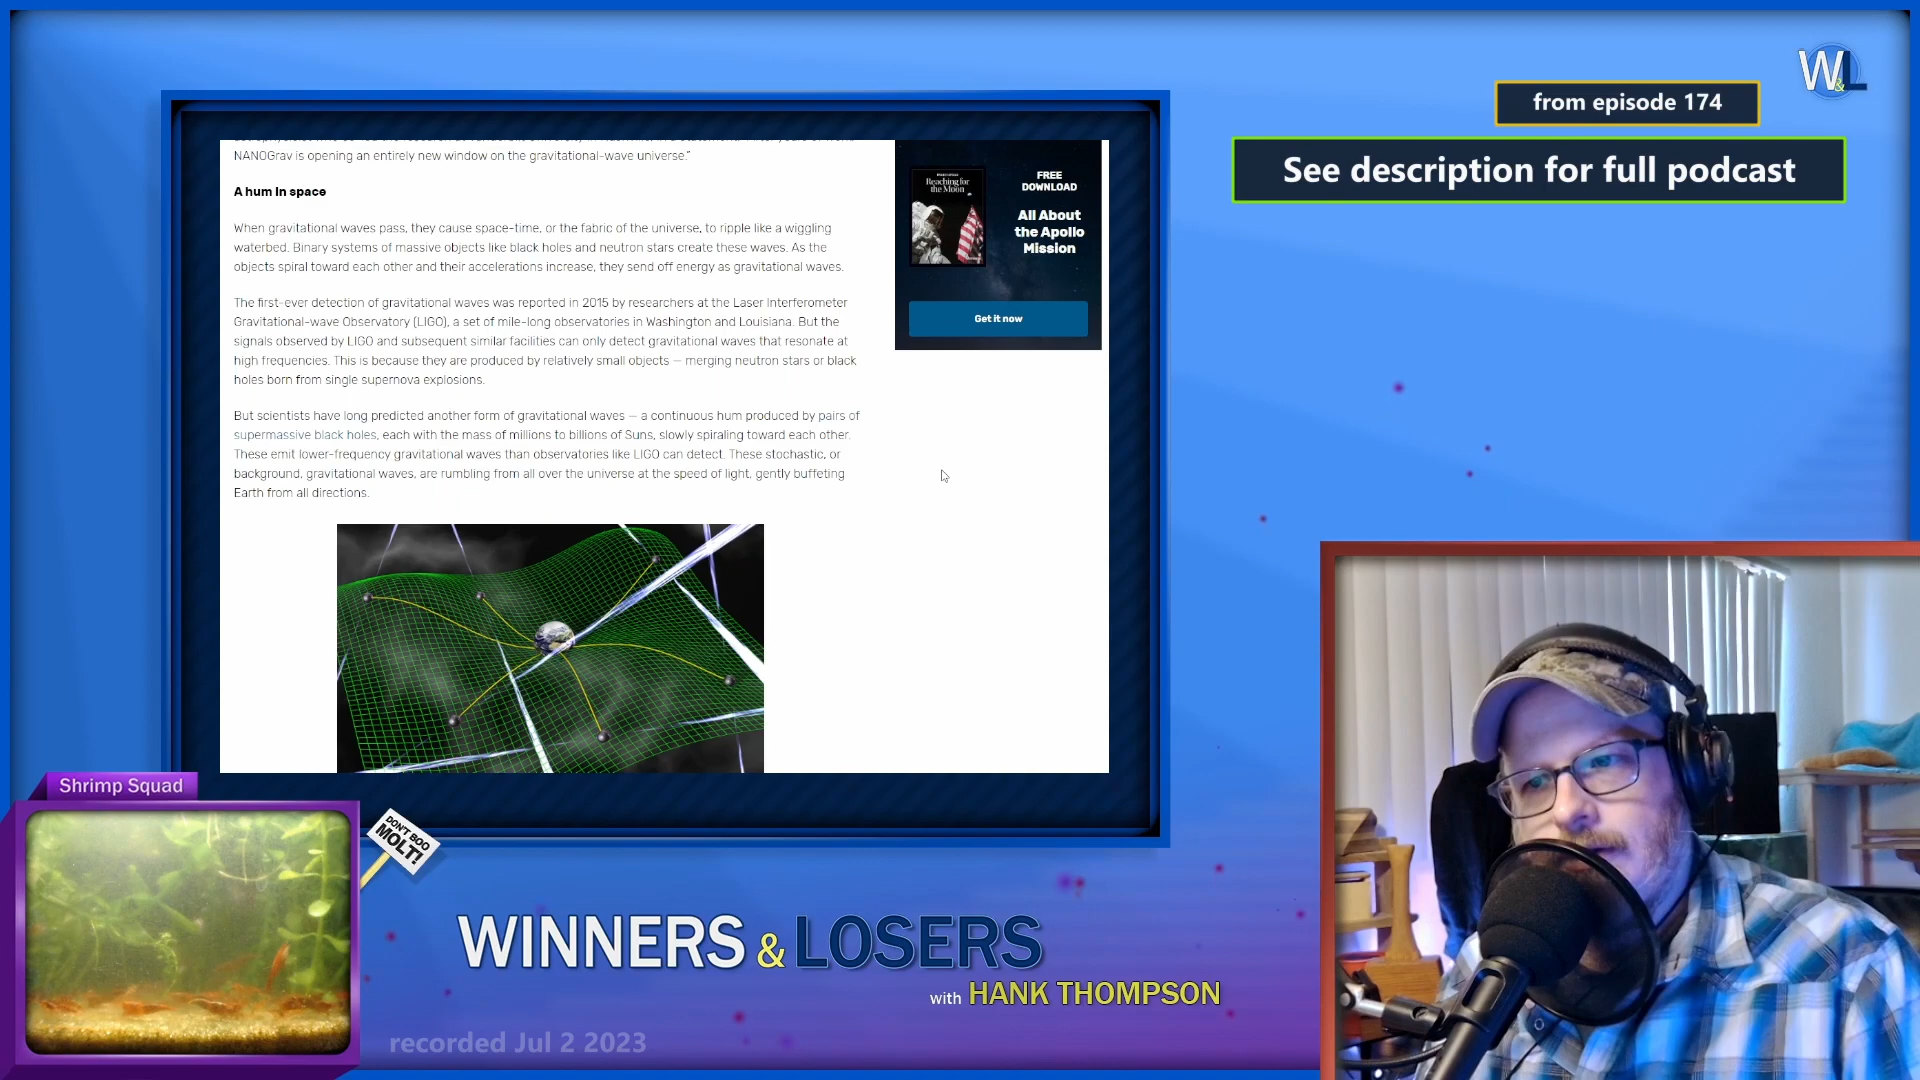 W&L
from episode 174
See description for full podcast
NANOGrav is opening an entirely new window on the gravitational-wave universe.”
A hum in space
When gravitational waves pass, they cause space-time, or the fabric of the universe, to ripple like a wiggling
waterbed. Binary systems of massive objects like black holes and neutron stars create these waves. As the
objects spiral toward each other and their accelerations increase, they send off energy as gravitational waves.
The first-ever detection of gravitational waves was reported in 2015 by researchers at the Laser Interferometer
Gravitational-wave Observatory (LIGO), a set of mile-long observatories in Washington and Louisiana. But the
signals observed by LIGO and subsequent similar facilities can only detect gravitational waves that resonate at
high frequencies. This is because they are produced by relatively small objects — merging neutron stars or black
holes born from single supernova explosions.
But scientists have long predicted another form of gravitational waves — a continuous hum produced by pairs of
supermassive black holes, each with the mass of millions to billions of Suns, slowly spiraling toward each other.
These emit lower-frequency gravitational waves than observatories like LIGO can detect. These stochastic, or
background, gravitational waves, are rumbling from all over the universe at the speed of light, gently buffeting
Earth from all directions.
Reaching for
the Moon
FREE
DOWNLOAD
All About
the Apollo
Mission
Get it now
Shrimp Squad
DON'T BOO
MOLT!
WINNERS & LOSERS
with HANK THOMPSON
recorded Jul 2 2023